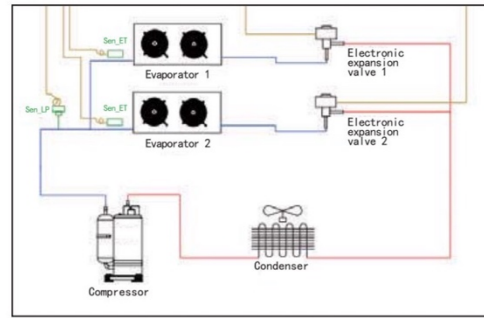 Sen_ET
Evaporator 1
Electronic
expansion
valve 1
Sen_LP
Sen_ET
Evaporator 2
Electronic
expansion
valve 2
Condenser
Compressor